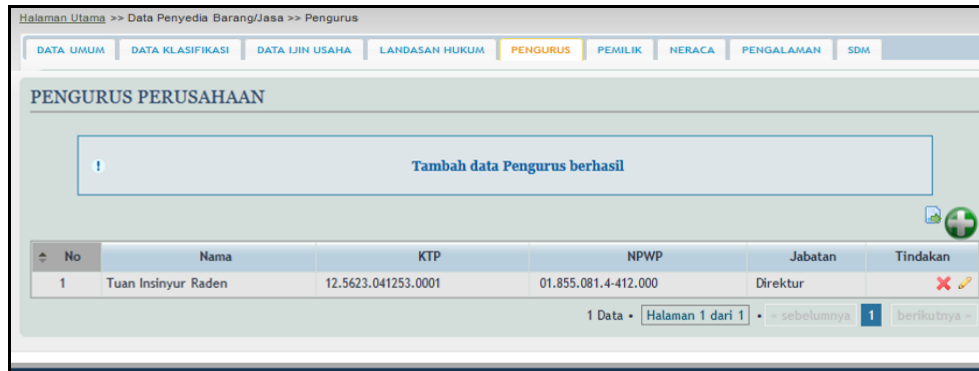 Halaman Utama >> Data Penyedia Barang/Jasa >> Pengurus
DATA UMUM DATA KLASIFIKASI DATA IJIN USAHA LANDASAN HUKUM PENGURUS PEMILIK NERACA PENGALAMAN SDM
PENGURUS PERUSAHAAN
! Tambah data Pengurus berhasil
No Nama KTP NPWP Jabatan Tindakan
1 Tuan Insinyur Raden 12.5623.041253.0001 01.855.081.4-412.000 Direktur
1 Data • Halaman 1 dari 1 • « sebelumnya 1 berikutnya »